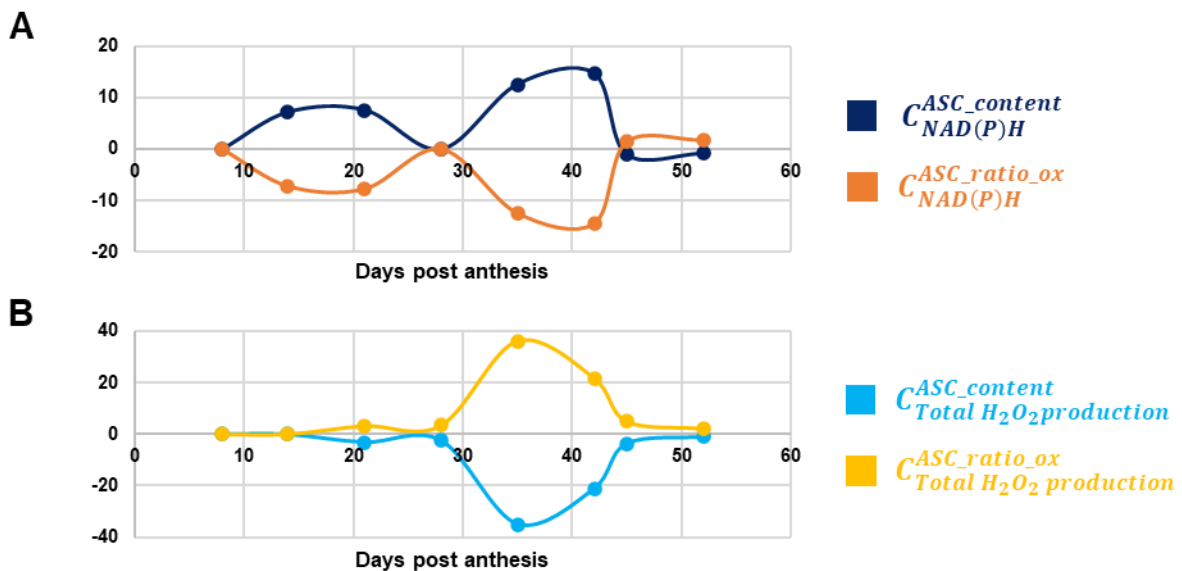 A
20
10
0
-10
-20
0 10 20 30 40 50 60
Days post anthesis
C^{ASC_content}_{NAD(P)H}
C^{ASC_ratio_ox}_{NAD(P)H}
B
40
20
0
-20
-40
0 10 20 30 40 50 60
Days post anthesis
C^{ASC_content}_{Total H₂O₂production}
C^{ASC_ratio_ox}_{Total H₂O₂ production}